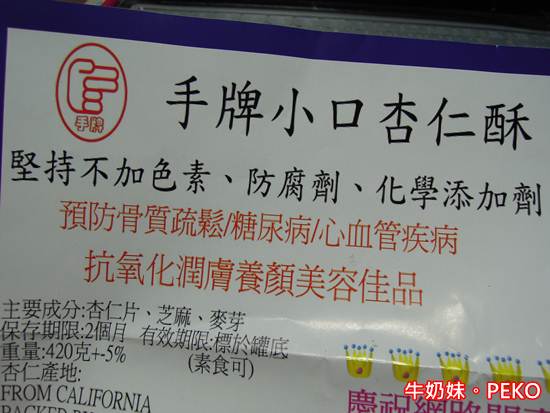 手牌
手牌小口杏仁酥
堅持不加色素、防腐劑、化學添加劑
預防骨質疏鬆/糖尿病/心血管疾病
抗氧化潤膚養顏美容佳品
主要成分:杏仁片、芝麻、麥芽
保存期限:2個月 有效期限:標於罐底
重量:420克+-5% (素食可)
杏仁產地:
FROM CALIFORNIA
慶祝網路
牛奶妹。PEKO